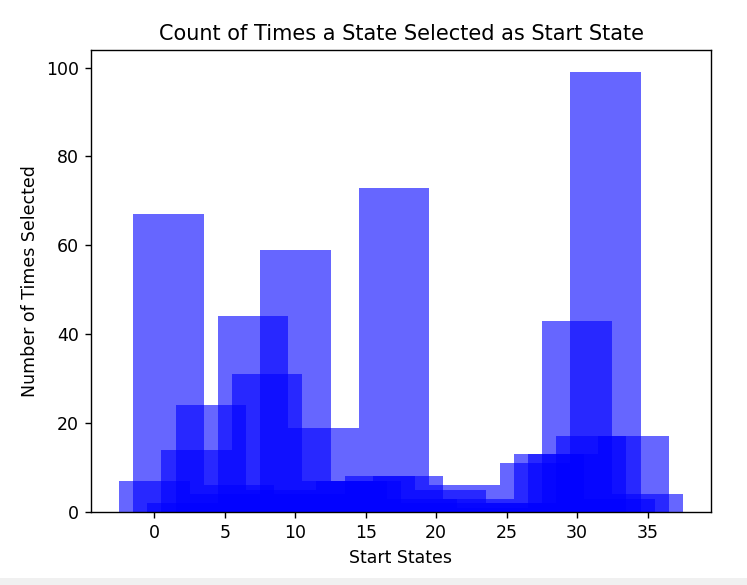 Count of Times a State Selected as Start State
100
80
60
40
20
0
Number of Times Selected
0 5 10 15 20 25 30 35
Start States